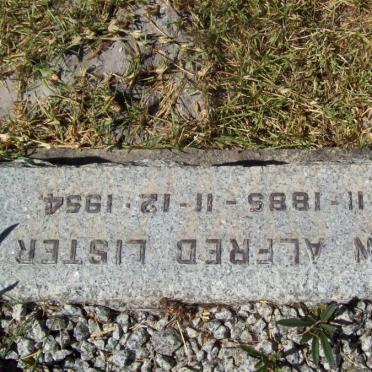 ALFRED LISTER
11 - 1885 - 11 · 12 · 1954